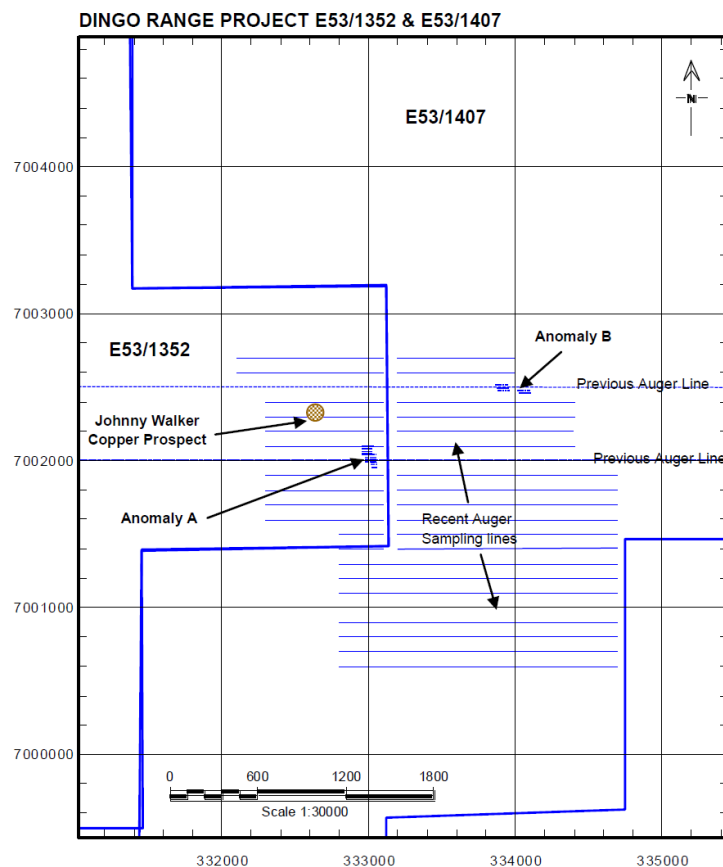 DINGO RANGE PROJECT E53/1352 & E53/1407
E53/1407
N
7004000
7003000
E53/1352
Anomaly B
Previous Auger Line
Johnny Walker
Copper Prospect
7002000
Previous Auger Line
Anomaly A
Recent Auger
Sampling lines
7001000
7000000
0 600 1200 1800
Scale 1:30000
332000 333000 334000 335000